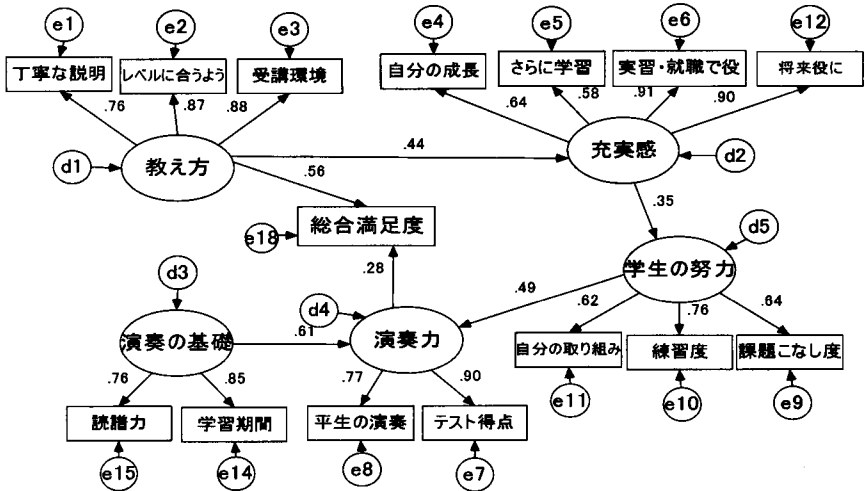 e1
e2
e3
e4
e5
e6
e12
丁寧な説明
レベルに合うよう
受講環境
自分の成長
さらに学習
実習・就職で役
将来役に
.76
.87
.88
.64
.58
.91
.90
d1
教え方
.44
充実感
d2
.56
.35
総合満足度
e18
d5
学生の努力
d3
.28
d4
.49
.62
.76
.64
演奏の基礎
.61
演奏力
自分の取り組み
練習度
課題こなし度
.76
.85
.77
.90
e11
e10
e9
読譜力
学習期間
平生の演奏
テスト得点
e15
e14
e8
e7